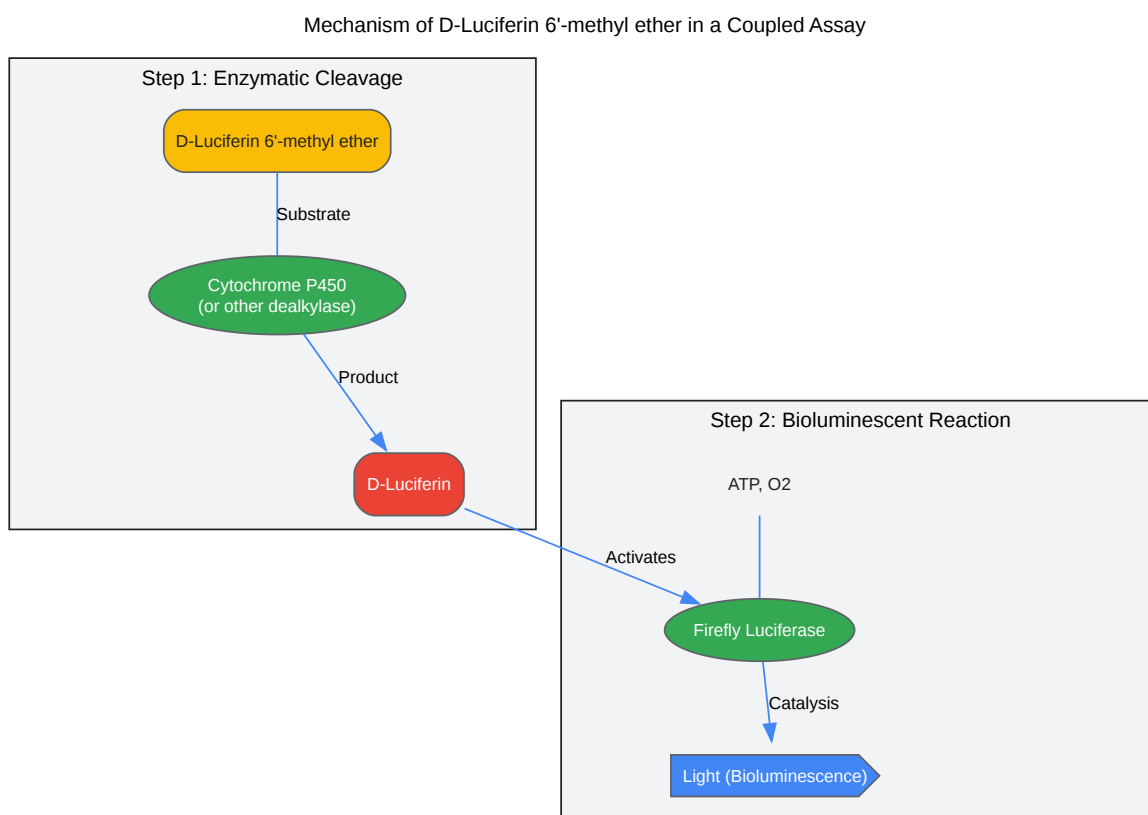 Mechanism of D-Luciferin 6'-methyl ether in a Coupled Assay
Step 1: Enzymatic Cleavage
D-Luciferin 6'-methyl ether
Substrate
Cytochrome P450
(or other dealkylase)
Product
D-Luciferin
Step 2: Bioluminescent Reaction
ATP, O2
Activates
Firefly Luciferase
Catalysis
Light (Bioluminescence)